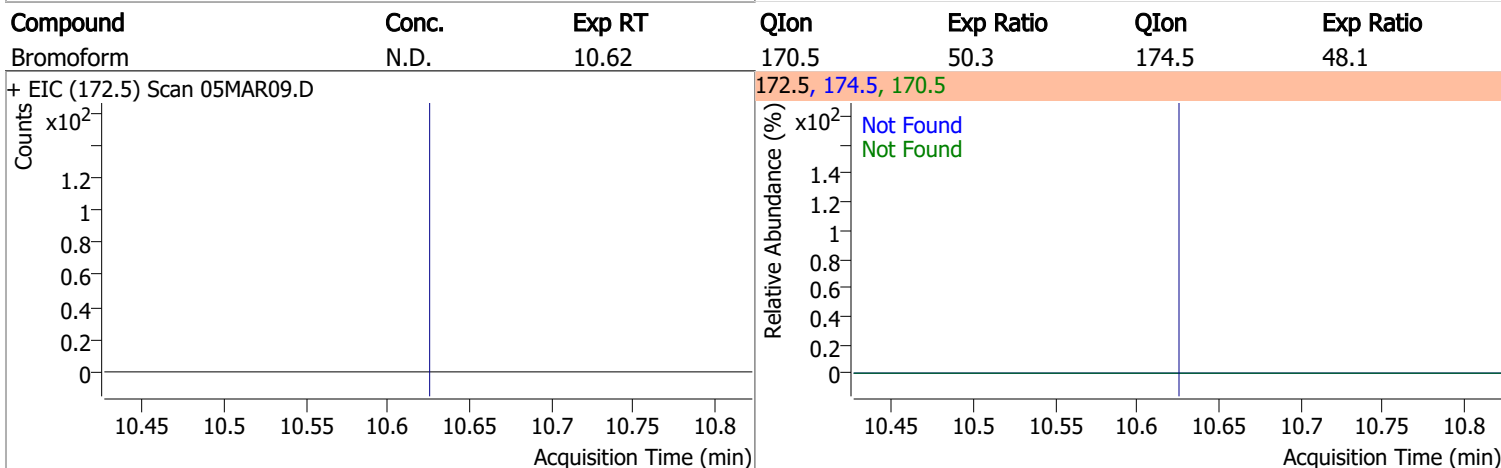 Compound Conc. Exp RT QIon Exp Ratio QIon Exp Ratio
Bromoform N.D. 10.62 170.5 50.3 174.5 48.1
+ EIC (172.5) Scan 05MAR09.D
Counts
x10²
1.2
1
0.8
0.6
0.4
0.2
0
10.45 10.5 10.55 10.6 10.65 10.7 10.75 10.8
Acquisition Time (min)
172.5, 174.5, 170.5
Relative Abundance (%)
x10²
Not Found
Not Found
1.4
1.2
1
0.8
0.6
0.4
0.2
0
10.45 10.5 10.55 10.6 10.65 10.7 10.75 10.8
Acquisition Time (min)